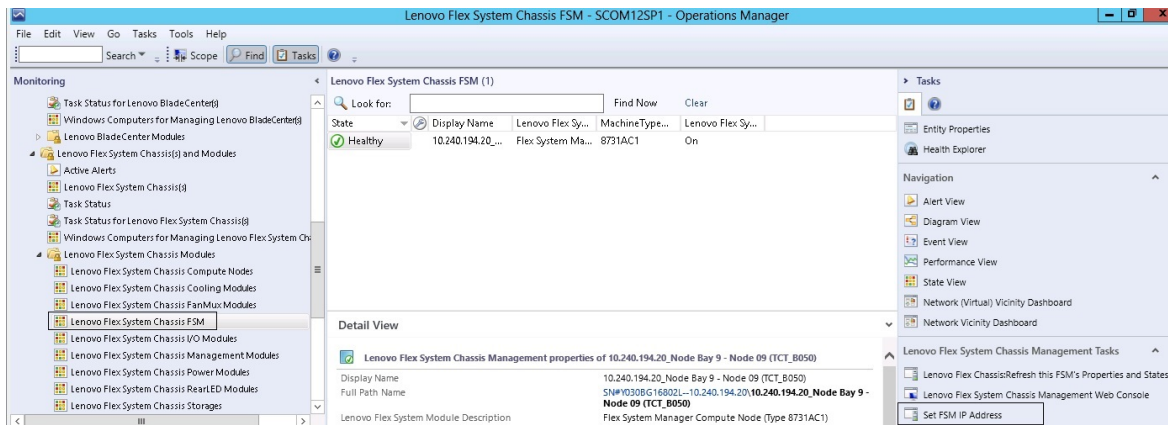 Lenovo Flex System Chassis FSM - SCOM12SP1 - Operations Manager
File Edit View Go Tasks Tools Help
Search Scope Find Tasks
Monitoring
Task Status for Lenovo BladeCenter(s)
Windows Computers for Managing Lenovo BladeCenter(s)
Lenovo BladeCenter Modules
Lenovo Flex System Chassis(s) and Modules
Active Alerts
Lenovo Flex System Chassis(s)
Task Status
Task Status for Lenovo Flex System Chassis(s)
Windows Computers for Managing Lenovo Flex System Ch
Lenovo Flex System Chassis Modules
Lenovo Flex System Chassis Compute Nodes
Lenovo Flex System Chassis Cooling Modules
Lenovo Flex System Chassis FanMux Modules
Lenovo Flex System Chassis FSM
Lenovo Flex System Chassis I/O Modules
Lenovo Flex System Chassis Management Modules
Lenovo Flex System Chassis Power Modules
Lenovo Flex System Chassis RearLED Modules
Lenovo Flex System Chassis Storages
Lenovo Flex System Chassis FSM (1)
Look for: Find Now Clear
State Display Name Lenovo Flex Sy... MachineType... Lenovo Flex Sy...
Healthy 10.240.194.20_... Flex System Ma... 8731AC1 On
Detail View
Lenovo Flex System Chassis Management properties of 10.240.194.20_Node Bay 9 - Node 09 (TCT_B050)
Display Name 10.240.194.20_Node Bay 9 - Node 09 (TCT_B050)
Full Path Name SN#Y030BG16802L--10.240.194.20\10.240.194.20_Node Bay 9 -
Node 09 (TCT_B050)
Lenovo Flex System Module Description Flex System Manager Compute Node (Type 8731AC1)
Tasks
Entity Properties
Health Explorer
Navigation
Alert View
Diagram View
Event View
Performance View
State View
Network (Virtual) Vicinity Dashboard
Network Vicinity Dashboard
Lenovo Flex System Chassis Management Tasks
Lenovo Flex Chassis:Refresh this FSM's Properties and States
Lenovo Flex System Chassis Management Web Console
Set FSM IP Address